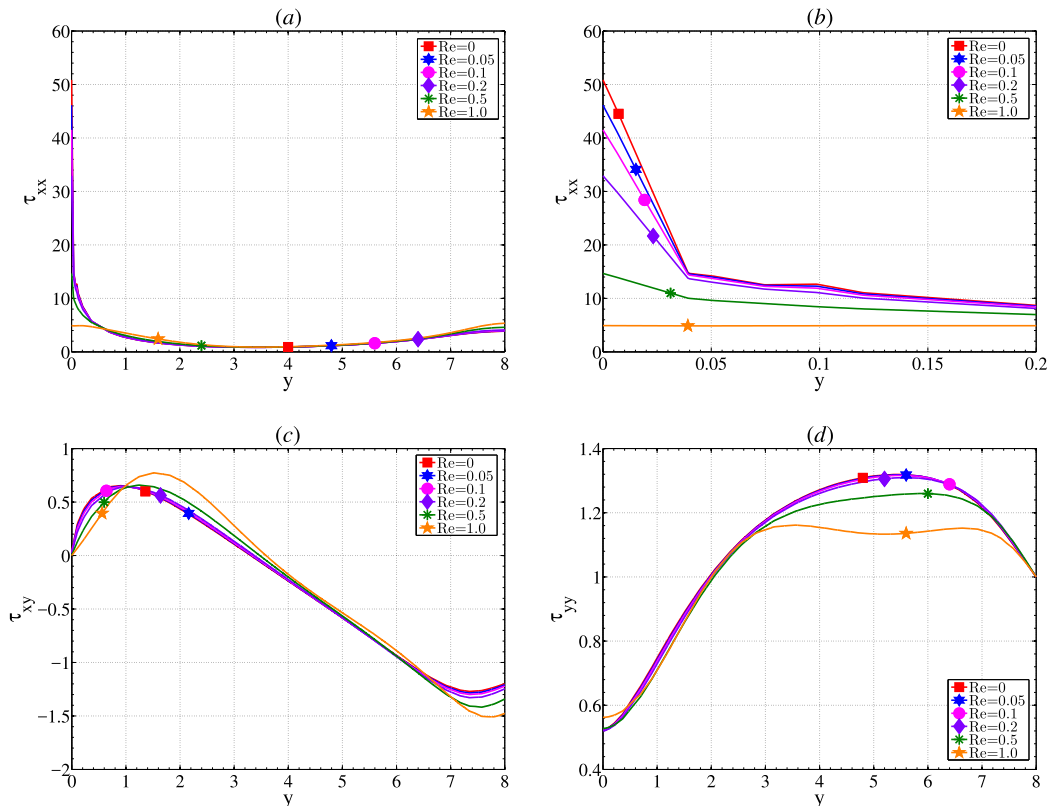 (a)
60
50
40
30
20
10
0
τxx
0 1 2 3 4 5 6 7 8
y
Re=0
Re=0.05
Re=0.1
Re=0.2
Re=0.5
Re=1.0
(b)
60
50
40
30
20
10
0
τxx
0 0.05 0.1 0.15 0.2
y
Re=0
Re=0.05
Re=0.1
Re=0.2
Re=0.5
Re=1.0
(c)
1
0.5
0
−0.5
−1
−1.5
−2
τxy
0 1 2 3 4 5 6 7 8
y
Re=0
Re=0.05
Re=0.1
Re=0.2
Re=0.5
Re=1.0
(d)
1.4
1.2
1
0.8
0.6
0.4
τyy
0 1 2 3 4 5 6 7 8
y
Re=0
Re=0.05
Re=0.1
Re=0.2
Re=0.5
Re=1.0